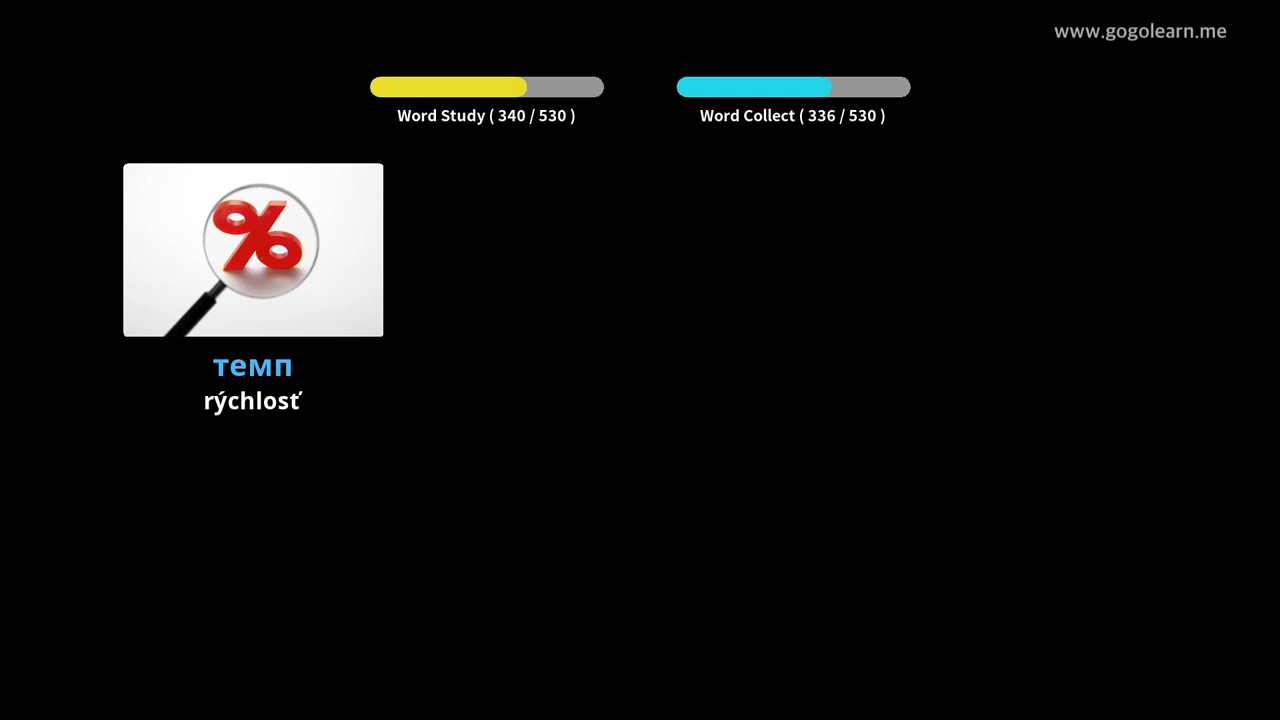 www.gogolearn.me
Word Study ( 340 / 530 )
Word Collect ( 336 / 530 )
%
темп
rýchlosť